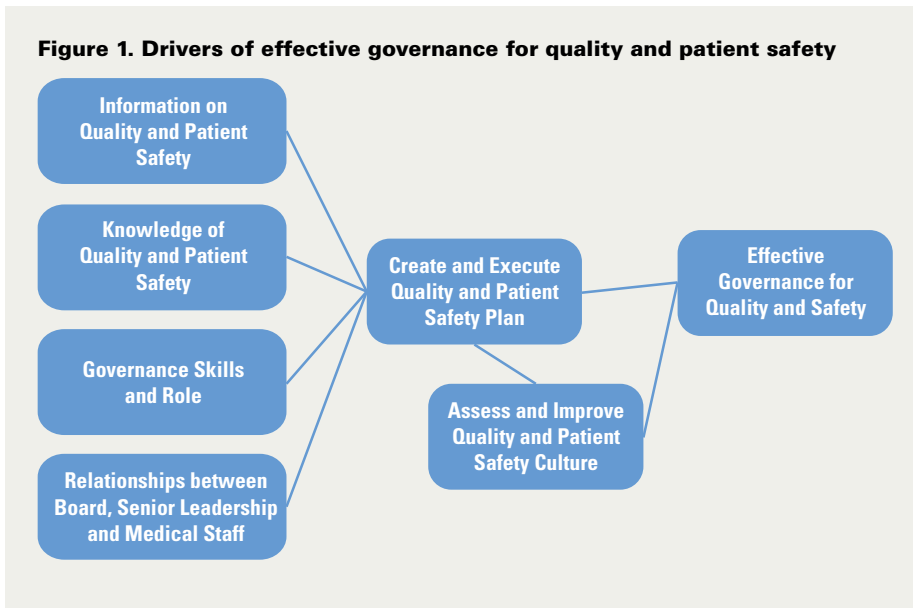 Figure 1. Drivers of effective governance for quality and patient safety
Information on
Quality and Patient
Safety
Knowledge of
Quality and Patient
Safety
Governance Skills
and Role
Relationships between
Board, Senior Leadership
and Medical Staff
Create and Execute
Quality and Patient
Safety Plan
Assess and Improve
Quality and Patient
Safety Culture
Effective
Governance for
Quality and Safety